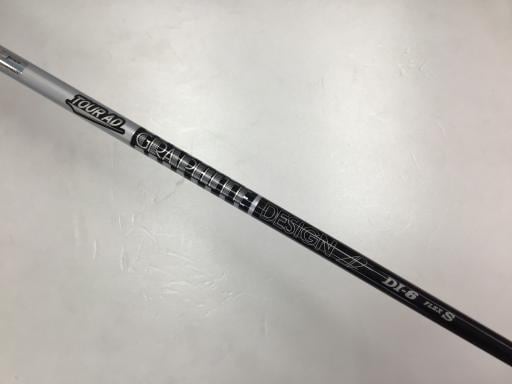 TOUR AD
GRAPHITE DESIGN
DI-6 FLEX S